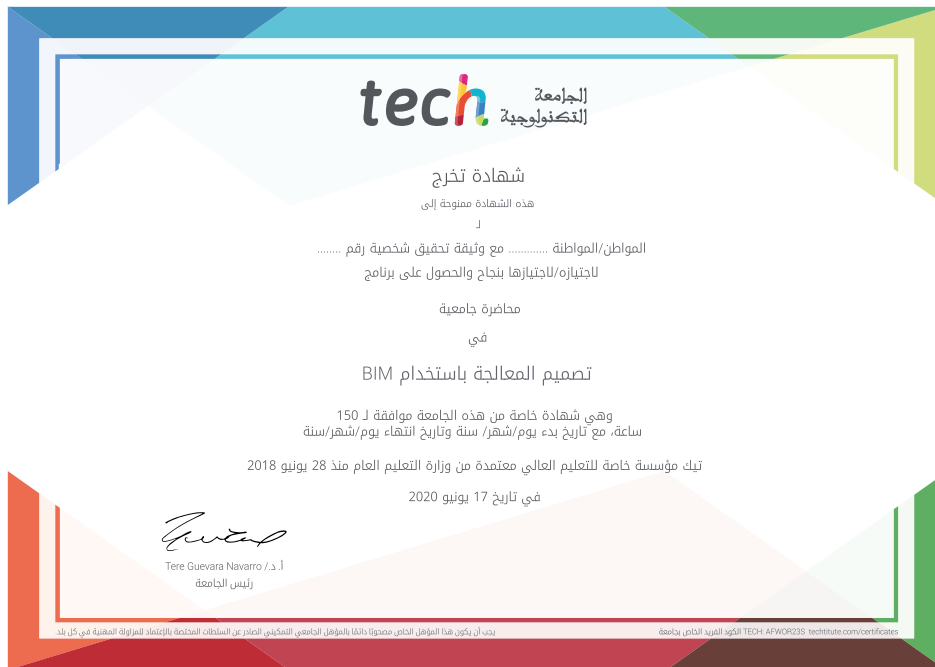 tech الجامعة
التكنولوجية
شهادة تخرج
هذه الشهادة ممنوحة إلى
لـ
المواطن/المواطنة ............. مع وثيقة تحقيق شخصية رقم ........
لاجتيازه/لاجتيازها بنجاح والحصول على برنامج
محاضرة جامعية
في
تصميم المعالجة باستخدام BIM
وهي شهادة خاصة من هذه الجامعة موافقة لـ 150
ساعة، مع تاريخ بدء يوم/شهر/ سنة وتاريخ انتهاء يوم/شهر/سنة
تيك مؤسسة خاصة للتعليم العالي معتمدة من وزارة التعليم العام منذ 28 يونيو 2018
في تاريخ 17 يونيو 2020
أ. د./ Tere Guevara Navarro
رئيس الجامعة
يجب أن يكون هذا المؤهل الخاص مصحوبًا دائمًا بالمؤهل الجامعي التمكيني الصادر عن السلطات المختصة بالإعتماد للمزاولة المهنية في كل بلد.
الكود الفريد الخاص بجامعة TECH: AFWOR23S techtitute.com/certificates